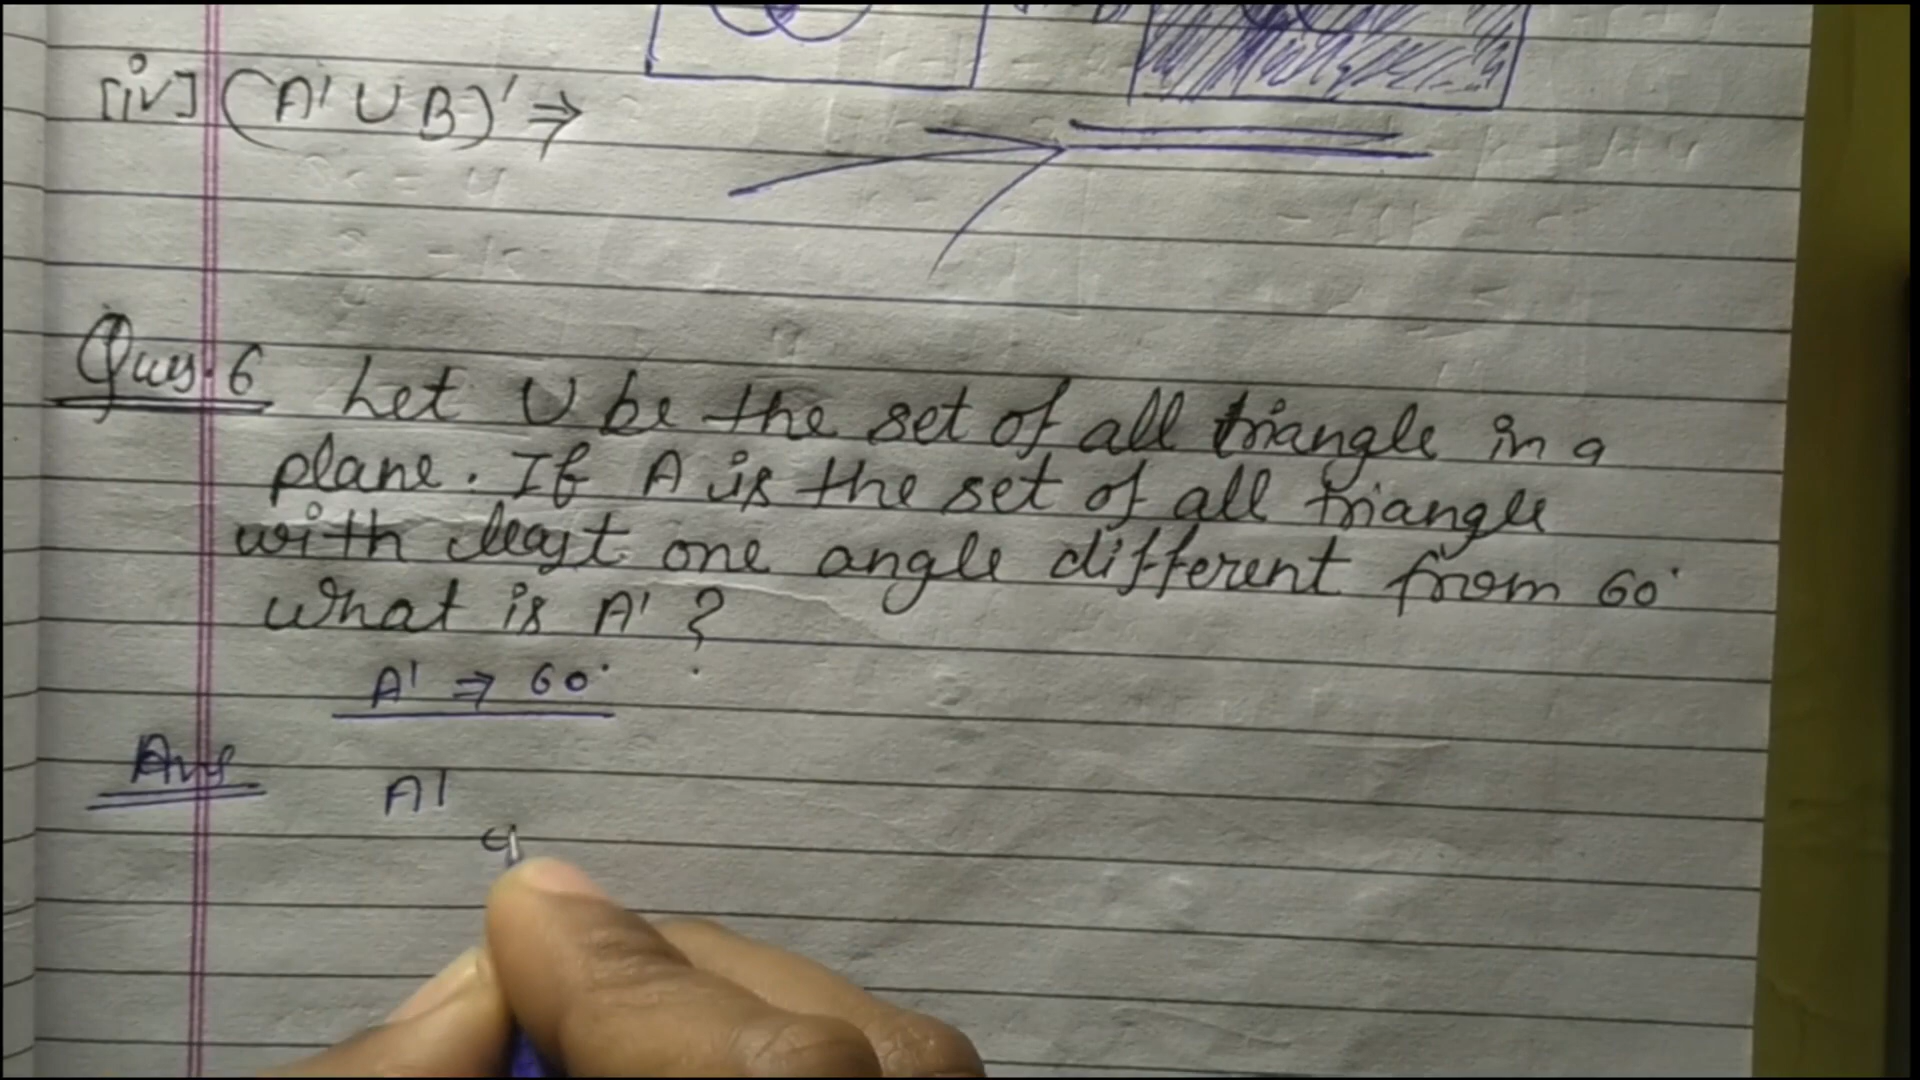 [iv] (A' ∪ B)' ⇒
Ques. 6 Let U be the set of all triangle in a
plane. If A is the set of all triangle
with least one angle different from 60°
What is A' ?
A' ⇒ 60°
Ans A'